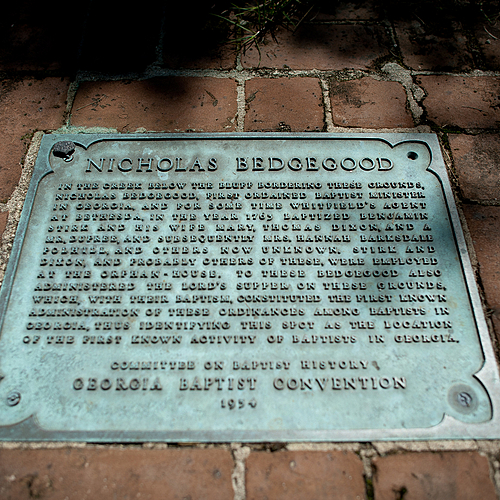 NICHOLAS BEDGEGOOD
IN THE CREEK BELOW THE BLUFF BORDERING THESE GROUNDS,
NICHOLAS BEDGEGOOD, FIRST ORDAINED BAPTIST MINISTER
IN GEORGIA, AND FOR SOME TIME WHITFIELD'S AGENT
AT BETHESDA, IN THE YEAR 1763 BAPTIZED BENJAMIN
STIRK AND HIS WIFE MARY, THOMAS DIXON, AND A
MR. DUPREE, AND SUBSEQUENTLY MRS. HANNAH BARKSDALE
POLHILL, AND OTHERS NOW UNKNOWN. STIRK AND
DIXON, AND PROBABLY OTHERS OF THESE, WERE EMPLOYED
AT THE ORPHAN-HOUSE. TO THESE BEDGEGOOD ALSO
ADMINISTERED THE LORD'S SUPPER ON THESE GROUNDS,
WHICH, WITH THEIR BAPTISM, CONSTITUTED THE FIRST KNOWN
ADMINISTRATION OF THESE ORDINANCES AMONG BAPTISTS IN
GEORGIA, THUS IDENTIFYING THIS SPOT AS THE LOCATION
OF THE FIRST KNOWN ACTIVITY OF BAPTISTS IN GEORGIA.
COMMITTEE ON BAPTIST HISTORY
GEORGIA BAPTIST CONVENTION
1954